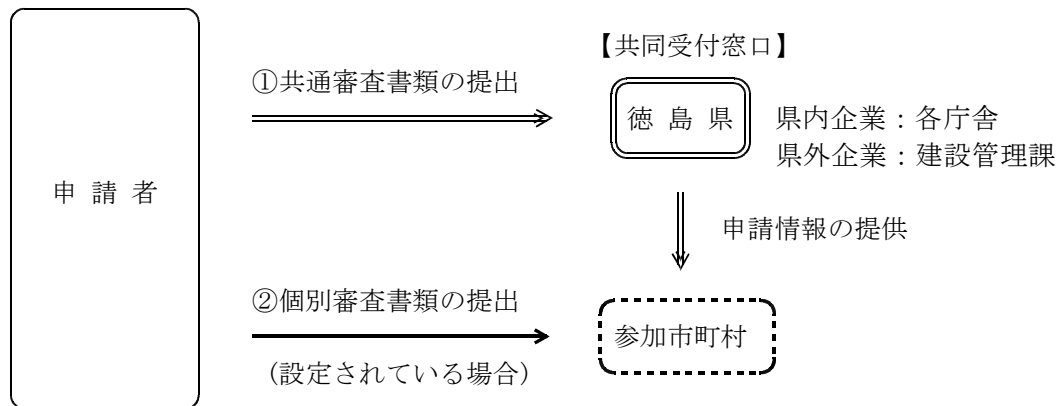 【共同受付窓口】
①共通審査書類の提出
徳 島 県
県内企業：各庁舎
県外企業：建設管理課
申 請 者
申請情報の提供
②個別審査書類の提出
参加市町村
（設定されている場合）